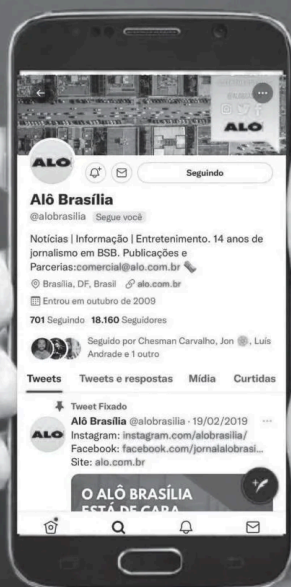 ALO
ALO
Seguindo
Alô Brasília
@alobrasilia Segue você
Notícias | Informação | Entretenimento. 14 anos de
jornalismo em BSB. Publicações e
Parcerias:comercial@alo.com.br
Brasília, DF, Brasil alo.com.br
Entrou em outubro de 2009
701 Seguindo 18.160 Seguidores
Seguido por Chesman Carvalho, Jon , Luís
Andrade e 1 outro
Tweets Tweets e respostas Mídia Curtidas
Tweet Fixado
ALO
Alô Brasília @alobrasilia · 19/02/2019 ...
Instagram: instagram.com/alobrasilia/
Facebook: facebook.com/jornalalobrasi...
Site: alo.com.br
O ALÔ BRASÍLIA
ESTÁ DE CARA